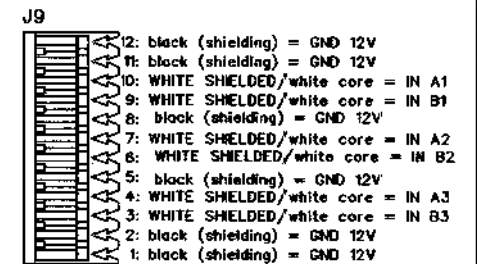 J9
12: black (shielding) = GND 12V
11: black (shielding) = GND 12V
10: WHITE SHIELDED/white core = IN A1
9: WHITE SHIELDED/white core = IN B1
8: black (shielding) = GND 12V
7: WHITE SHIELDED/white core = IN A2
6: WHITE SHIELDED/white core = IN B2
5: black (shielding) = GND 12V
4: WHITE SHIELDED/white core = IN A3
3: WHITE SHIELDED/white core = IN B3
2: black (shielding) = GND 12V
1: black (shielding) = GND 12V